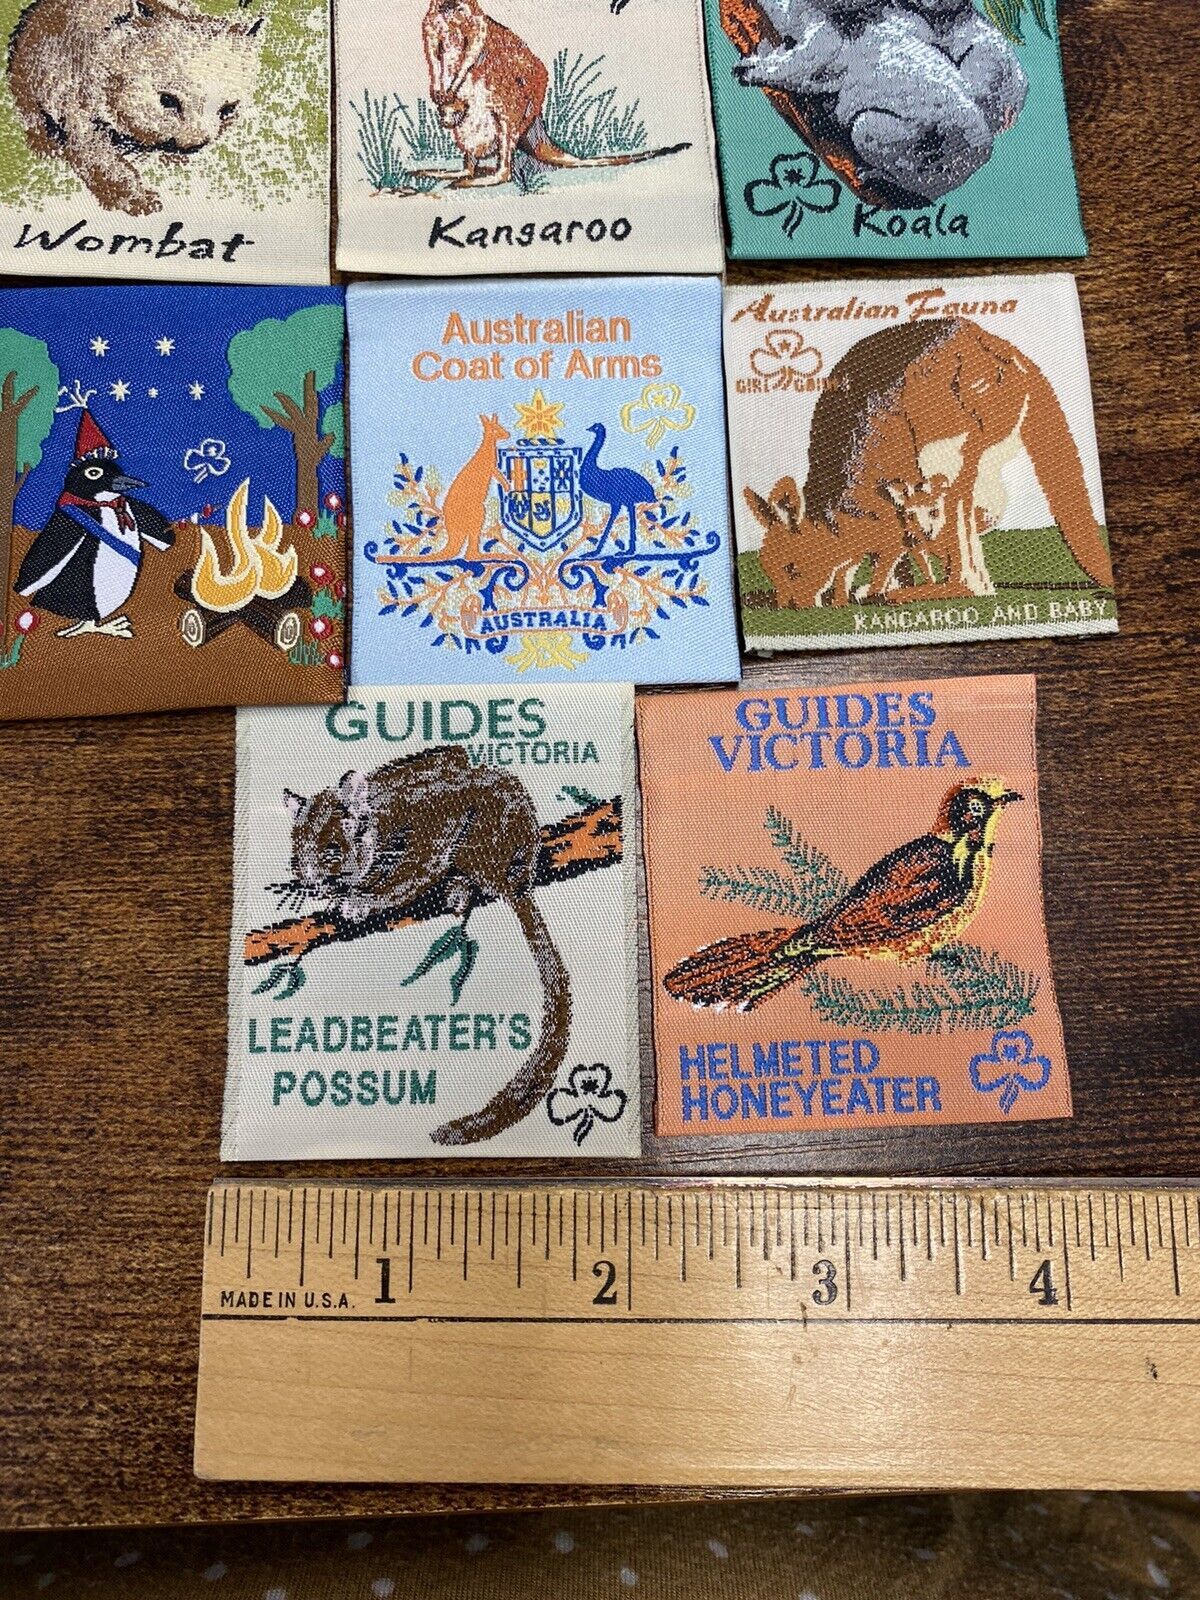 Wombat
Kangaroo
Koala
Australian
Coat of Arms
AUSTRALIA
Australian Fauna
GIRL GUIDES
KANGAROO AND BABY
GUIDES
VICTORIA
LEADBEATER'S
POSSUM
GUIDES
VICTORIA
HELMETED
HONEYEATER
MADE IN U.S.A.
1 2 3 4